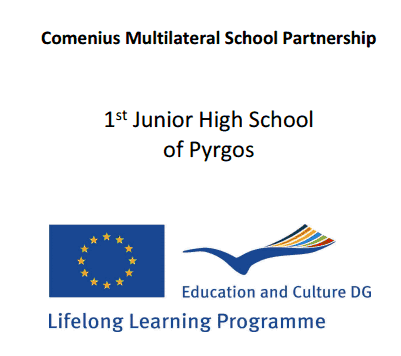 Comenius Multilateral School Partnership
1st Junior High School
of Pyrgos
Education and Culture DG
Lifelong Learning Programme